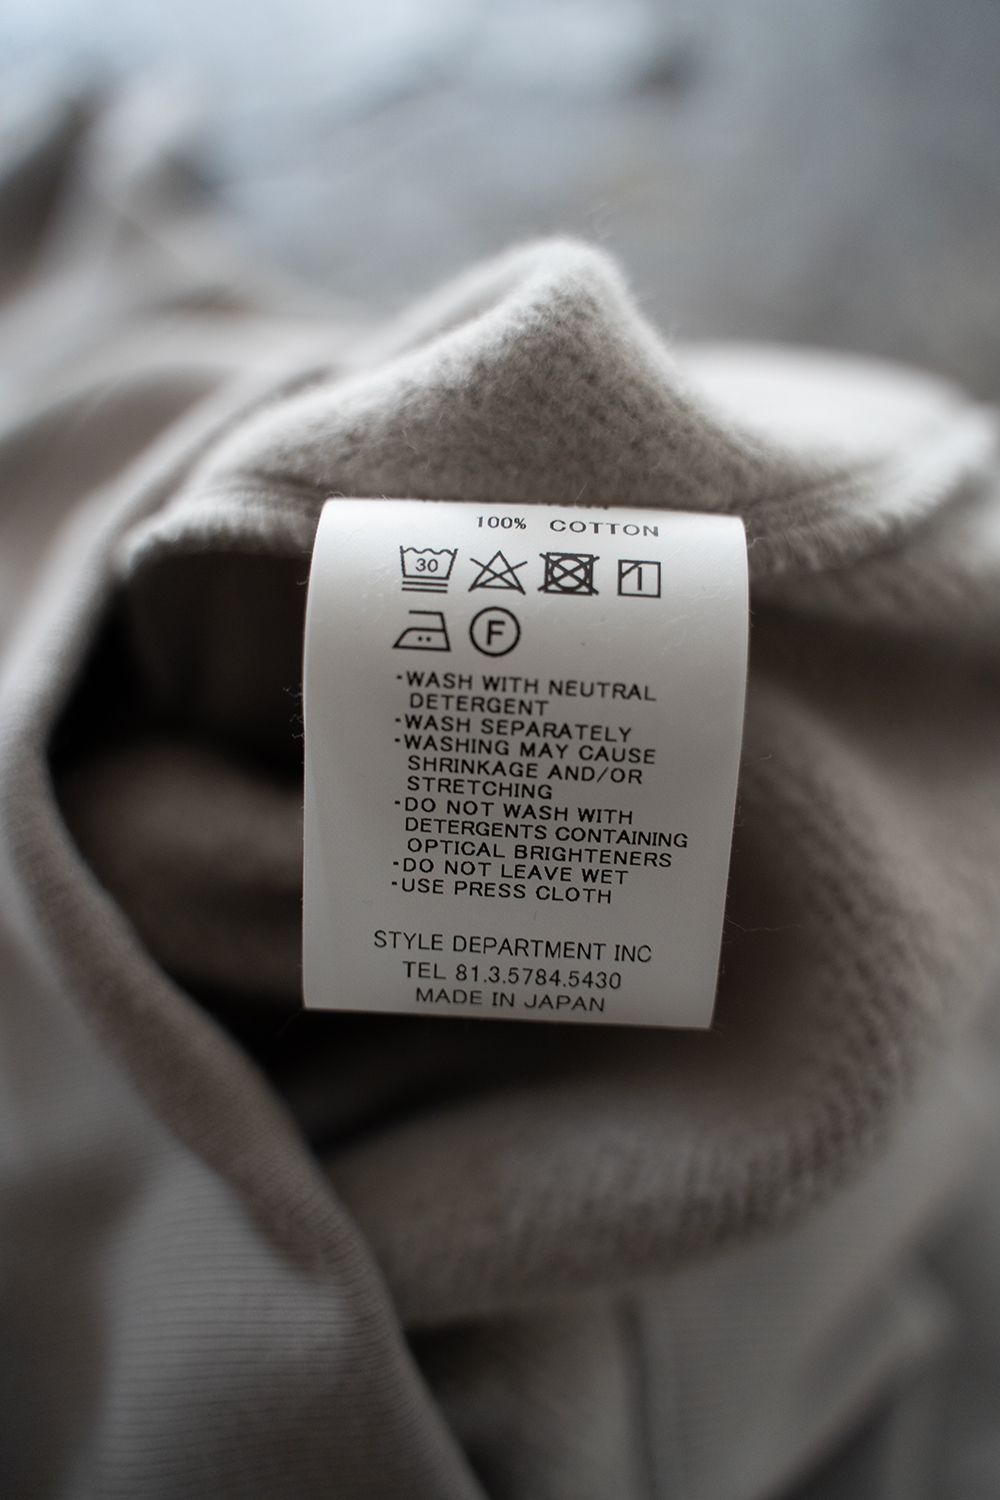 100% COTTON
30
F
-WASH WITH NEUTRAL
DETERGENT
-WASH SEPARATELY
-WASHING MAY CAUSE
SHRINKAGE AND/OR
STRETCHING
-DO NOT WASH WITH
DETERGENTS CONTAINING
OPTICAL BRIGHTENERS
-DO NOT LEAVE WET
-USE PRESS CLOTH
STYLE DEPARTMENT INC
TEL 81.3.5784.5430
MADE IN JAPAN